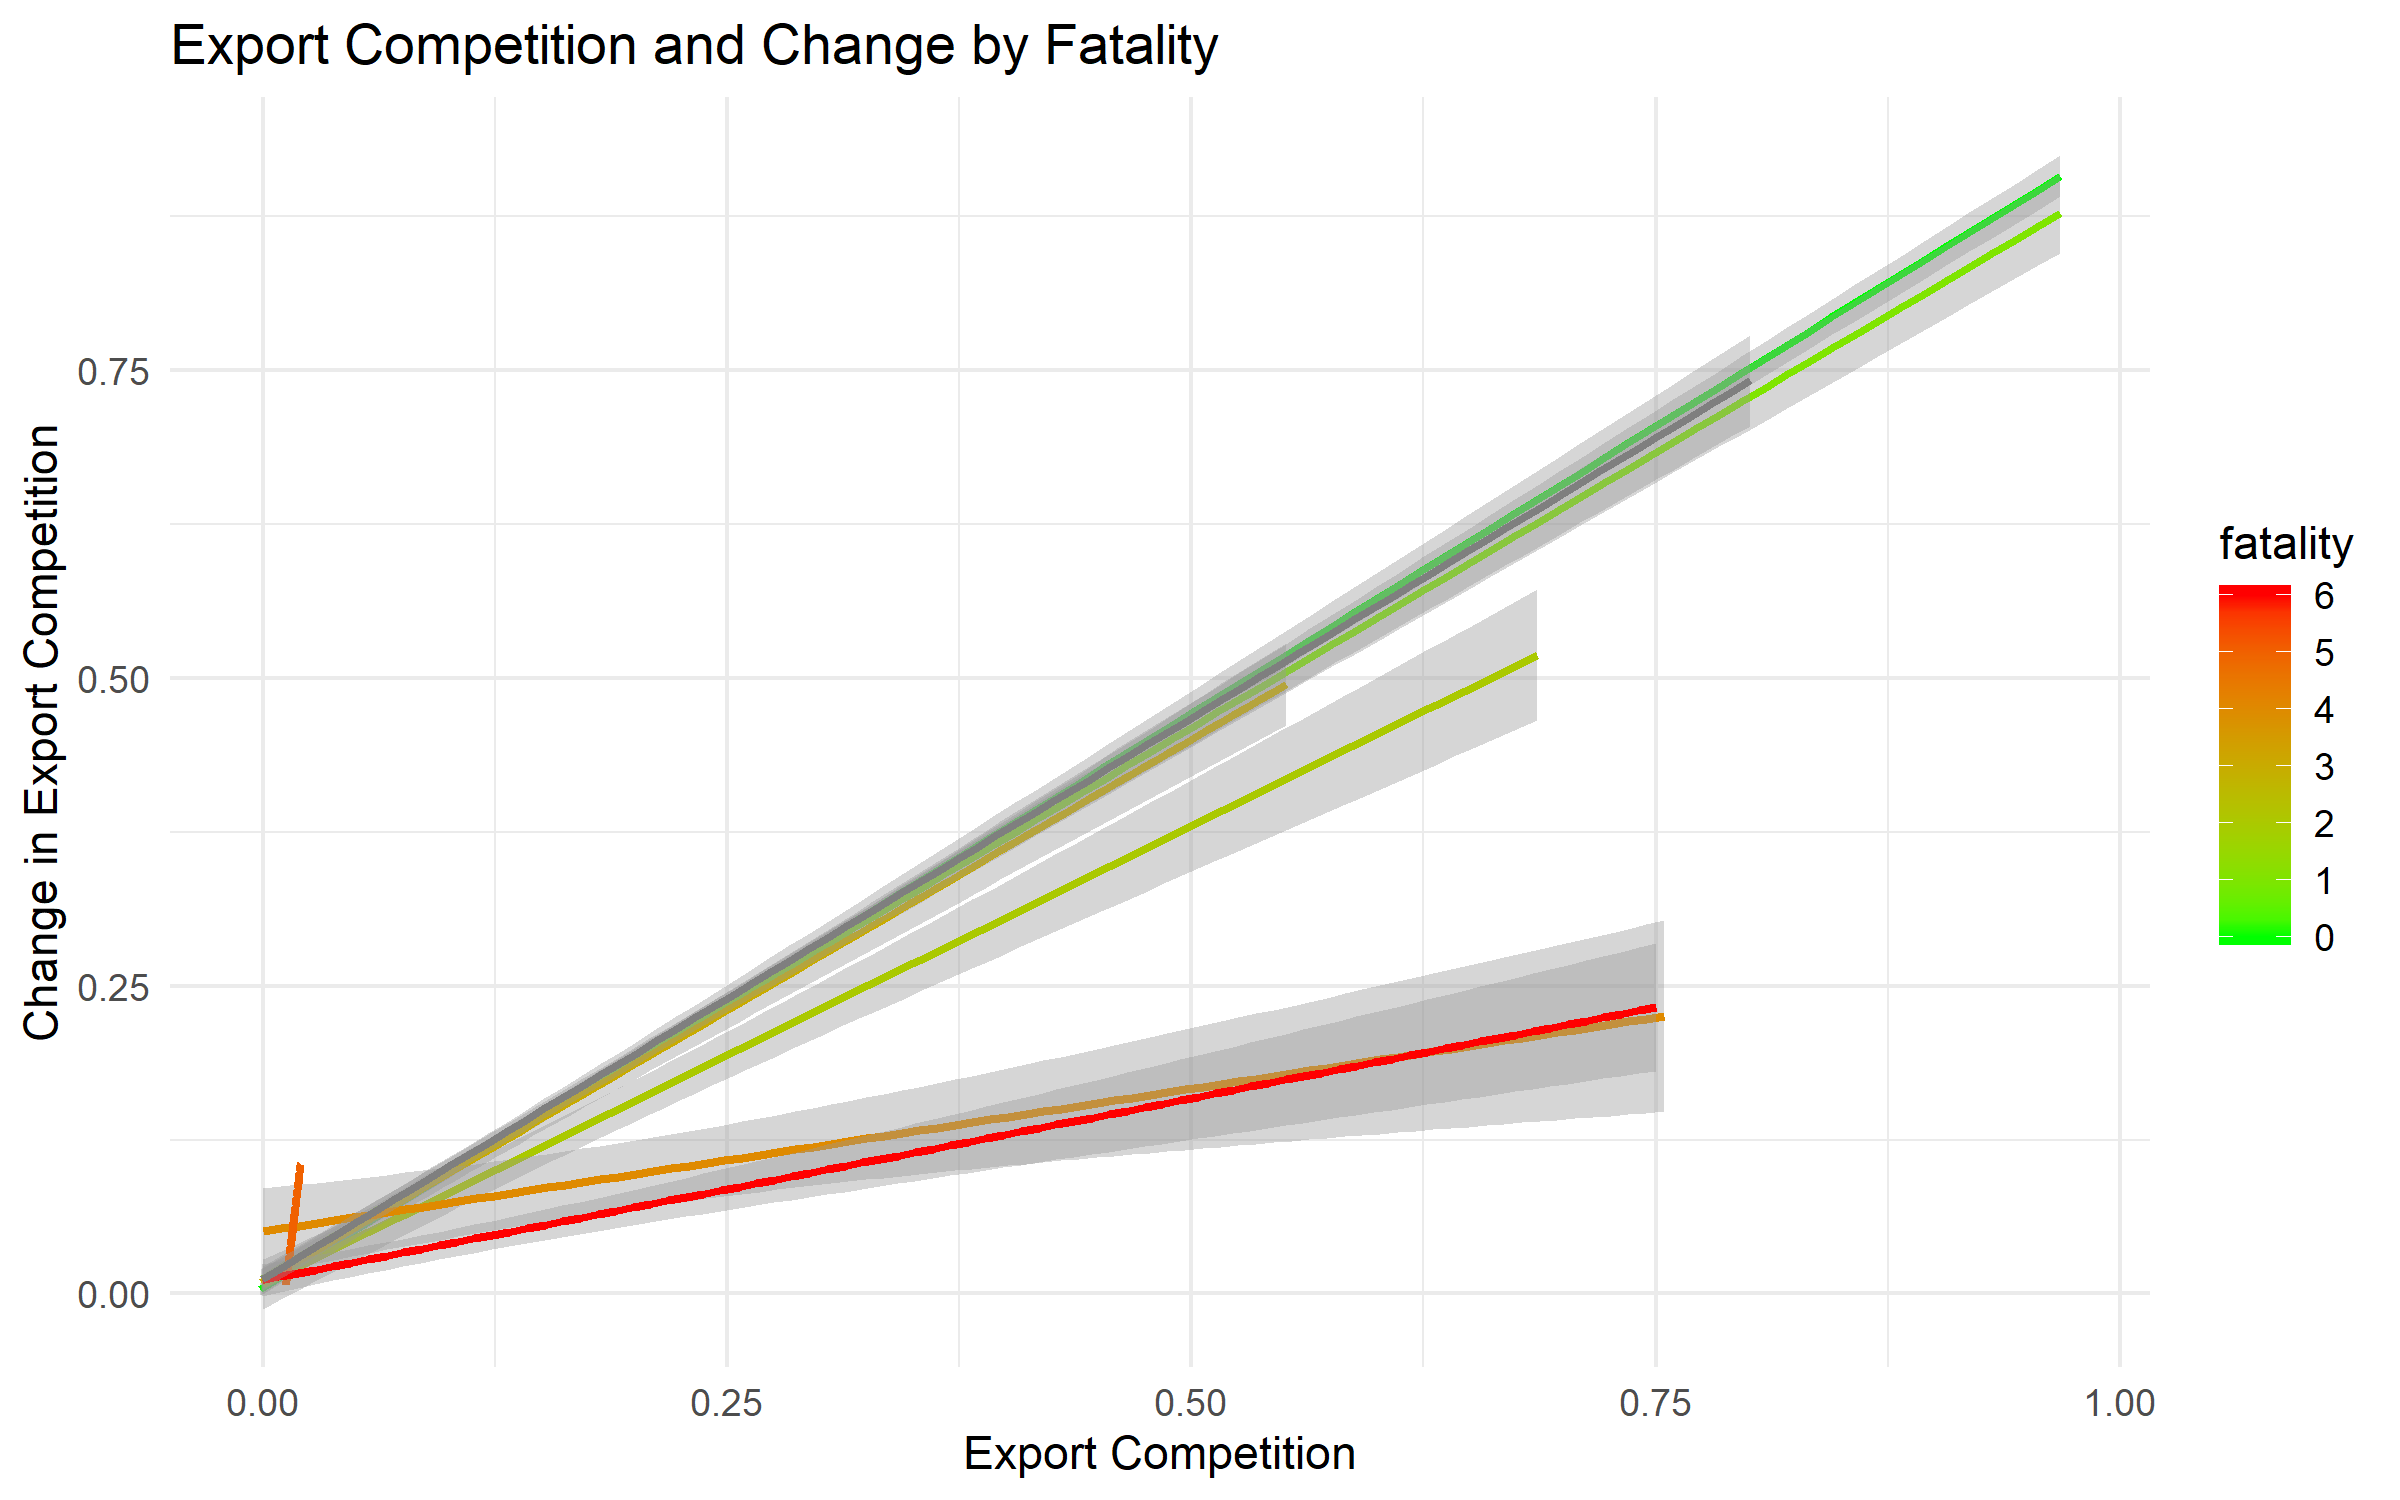 Export Competition and Change by Fatality
Change in Export Competition
0.75
0.50
0.25
0.00
0.00 0.25 0.50 0.75 1.00
Export Competition
fatality
6
5
4
3
2
1
0